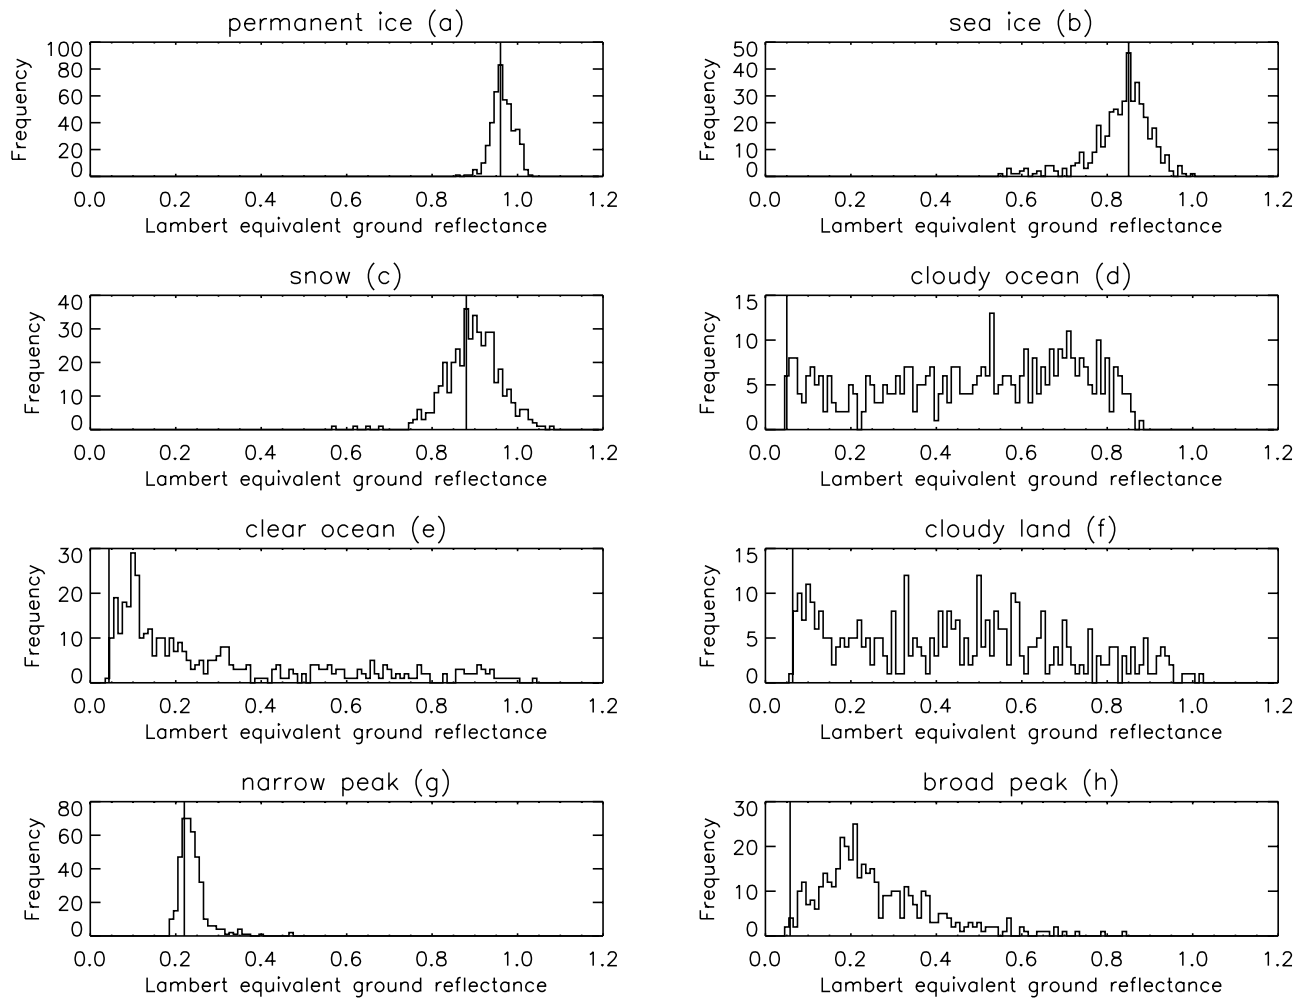 permanent ice (a)
Frequency
100
80
60
40
20
0
0.0 0.2 0.4 0.6 0.8 1.0 1.2
Lambert equivalent ground reflectance
sea ice (b)
Frequency
50
40
30
20
10
0
0.0 0.2 0.4 0.6 0.8 1.0 1.2
Lambert equivalent ground reflectance
snow (c)
Frequency
40
30
20
10
0
0.0 0.2 0.4 0.6 0.8 1.0 1.2
Lambert equivalent ground reflectance
cloudy ocean (d)
Frequency
15
10
5
0
0.0 0.2 0.4 0.6 0.8 1.0 1.2
Lambert equivalent ground reflectance
clear ocean (e)
Frequency
30
20
10
0
0.0 0.2 0.4 0.6 0.8 1.0 1.2
Lambert equivalent ground reflectance
cloudy land (f)
Frequency
15
10
5
0
0.0 0.2 0.4 0.6 0.8 1.0 1.2
Lambert equivalent ground reflectance
narrow peak (g)
Frequency
80
60
40
20
0
0.0 0.2 0.4 0.6 0.8 1.0 1.2
Lambert equivalent ground reflectance
broad peak (h)
Frequency
30
20
10
0
0.0 0.2 0.4 0.6 0.8 1.0 1.2
Lambert equivalent ground reflectance